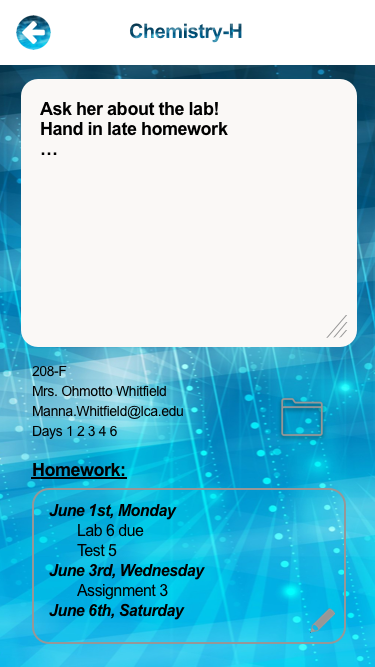 Chemistry-H
Ask her about the lab!
Hand in late homework
...
208-F
Mrs. Ohmotto Whitfield
Manna.Whitfield@lca.edu
Days 1 2 3 4 6
Homework:
June 1st, Monday
Lab 6 due
Test 5
June 3rd, Wednesday
Assignment 3
June 6th, Saturday